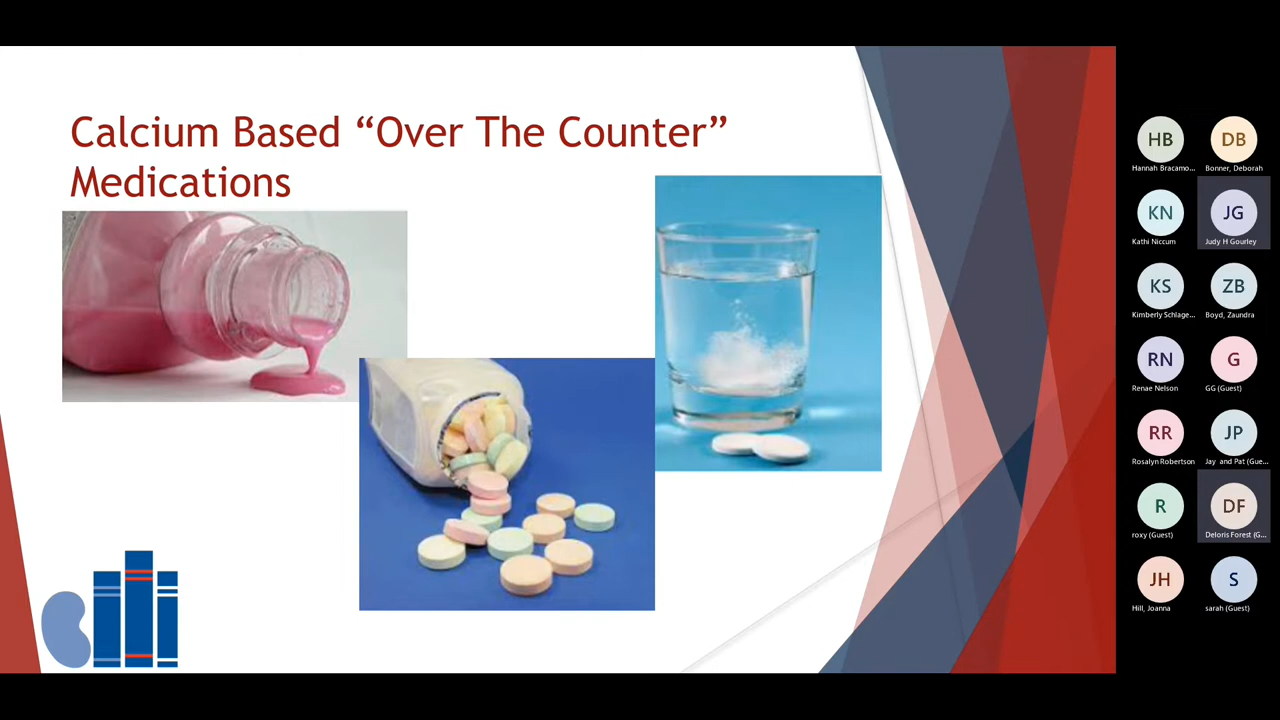 Calcium Based “Over The Counter”
Medications
HB
DB
Hannah Bracamo...
Bonner, Deborah
KN
JG
Kathi Niccum
Judy H Gourley
KS
ZB
Kimberly Schlage...
Boyd, Zaundra
RN
G
Renae Nelson
GG (Guest)
RR
JP
Rosalyn Robertson
Jay and Pat (Gue...
R
DF
roxy (Guest)
Deloris Forest (G...
JH
S
Hill, Joanna
sarah (Guest)